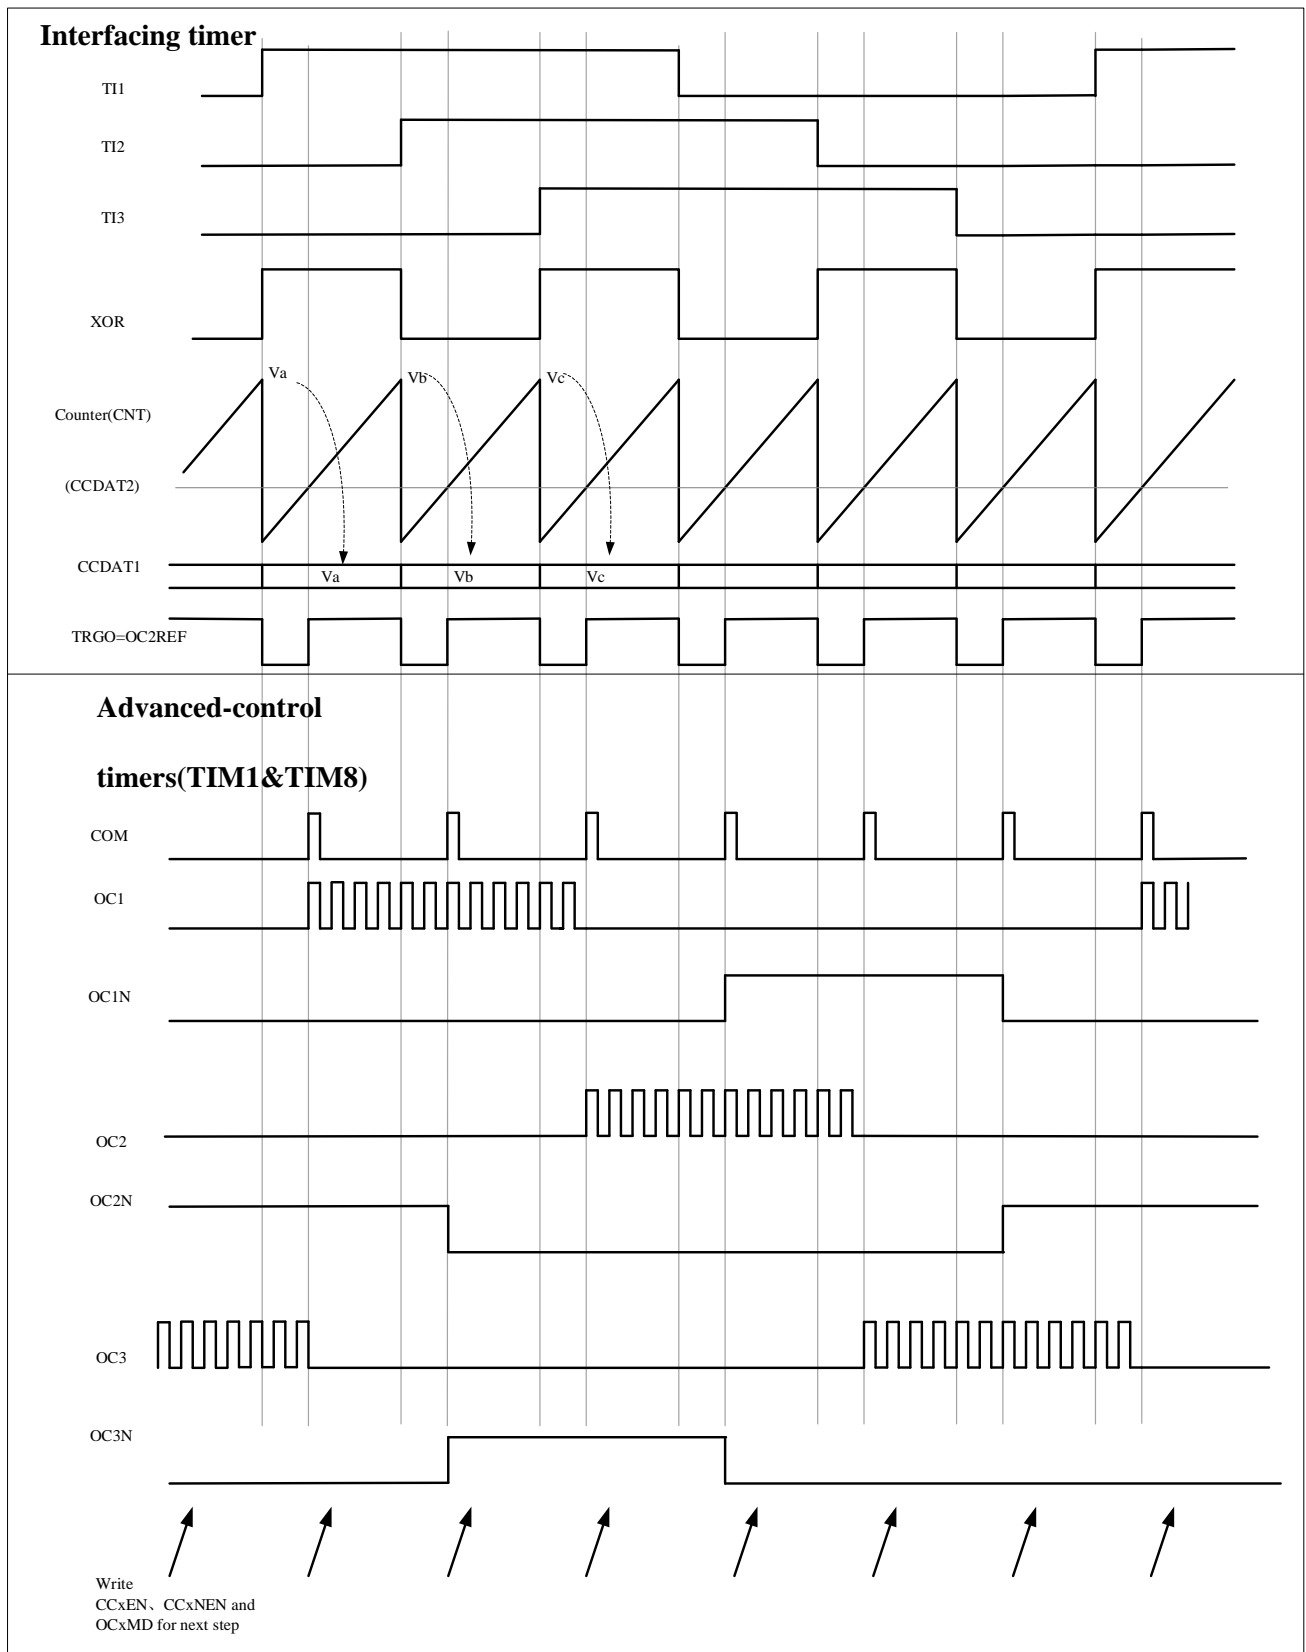 Interfacing timer
TI1
TI2
TI3
XOR
Va
Vb
Vc
Counter(CNT)
(CCDAT2)
CCDAT1
Va
Vb
Vc
TRGO=OC2REF
Advanced-control
timers(TIM1&TIM8)
COM
OC1
OC1N
OC2
OC2N
OC3
OC3N
Write
CCxEN、CCxNEN and
OCxMD for next step